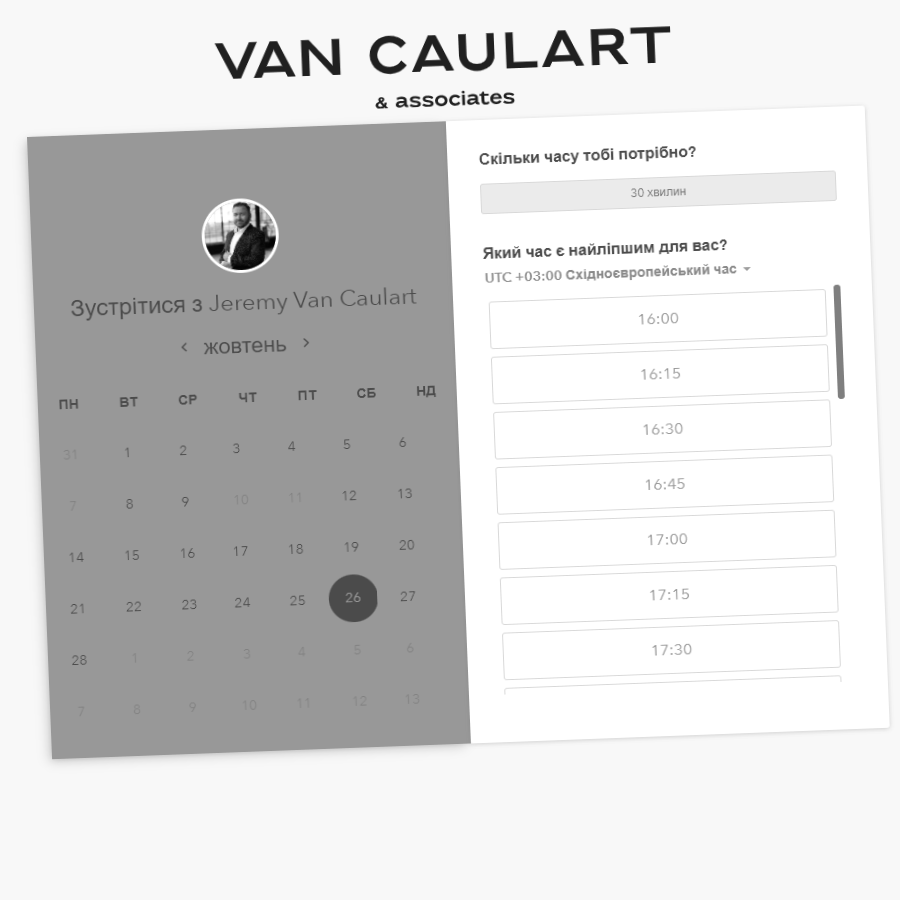 VAN CAULART
& associates
Зустрітися з Jeremy Van Caulart
‹ жовтень ›
ПН ВТ СР ЧТ ПТ СБ НД
31 1 2 3 4 5 6
7 8 9 10 11 12 13
14 15 16 17 18 19 20
21 22 23 24 25 26 27
28 1 2 3 4 5 6
7 8 9 10 11 12 13
Скільки часу тобі потрібно?
30 хвилин
Який час є найліпшим для вас?
UTC +03:00 Східноєвропейський час
16:00
16:15
16:30
16:45
17:00
17:15
17:30